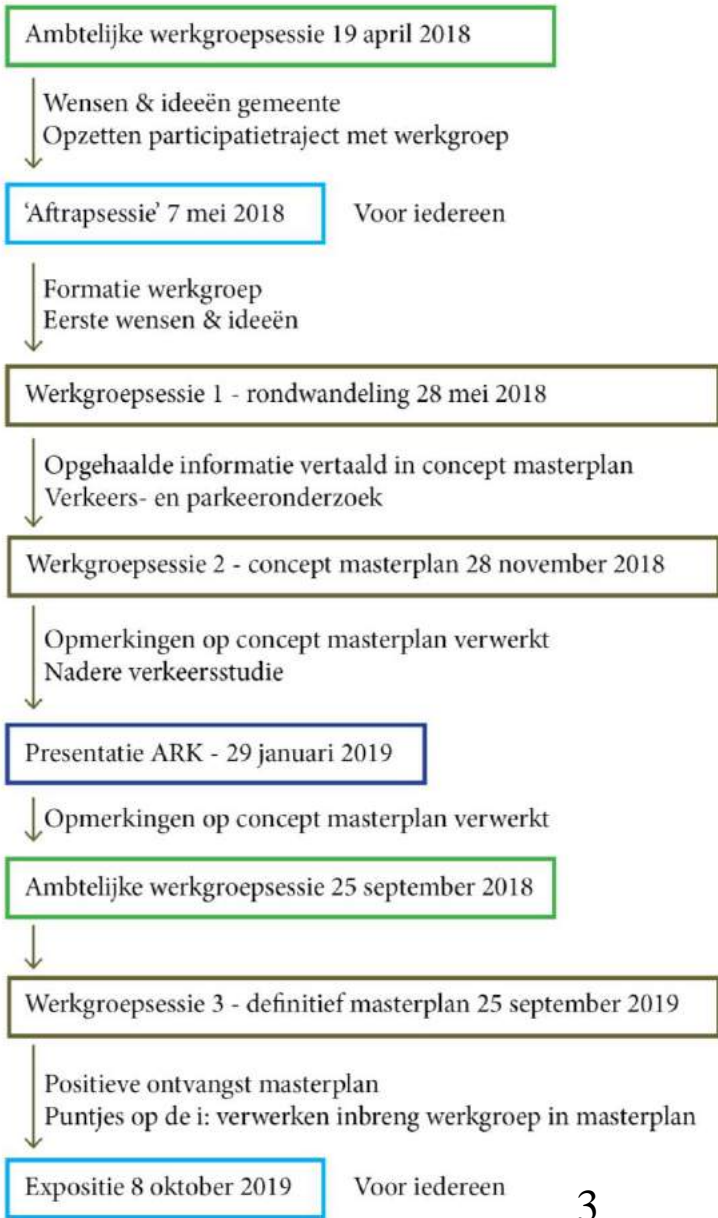 Ambtelijke werkgroepsessie 19 april 2018
Wensen & ideeën gemeente
Opzetten participatietraject met werkgroep
‘Aftrapsessie’ 7 mei 2018 Voor iedereen
Formatie werkgroep
Eerste wensen & ideeën
Werkgroepsessie 1 - rondwandeling 28 mei 2018
Opgehaalde informatie vertaald in concept masterplan
Verkeers- en parkeeronderzoek
Werkgroepsessie 2 - concept masterplan 28 november 2018
Opmerkingen op concept masterplan verwerkt
Nadere verkeersstudie
Presentatie ARK - 29 januari 2019
Opmerkingen op concept masterplan verwerkt
Ambtelijke werkgroepsessie 25 september 2018
Werkgroepsessie 3 - definitief masterplan 25 september 2019
Positieve ontvangst masterplan
Puntjes op de i: verwerken inbreng werkgroep in masterplan
Expositie 8 oktober 2019 Voor iedereen
3